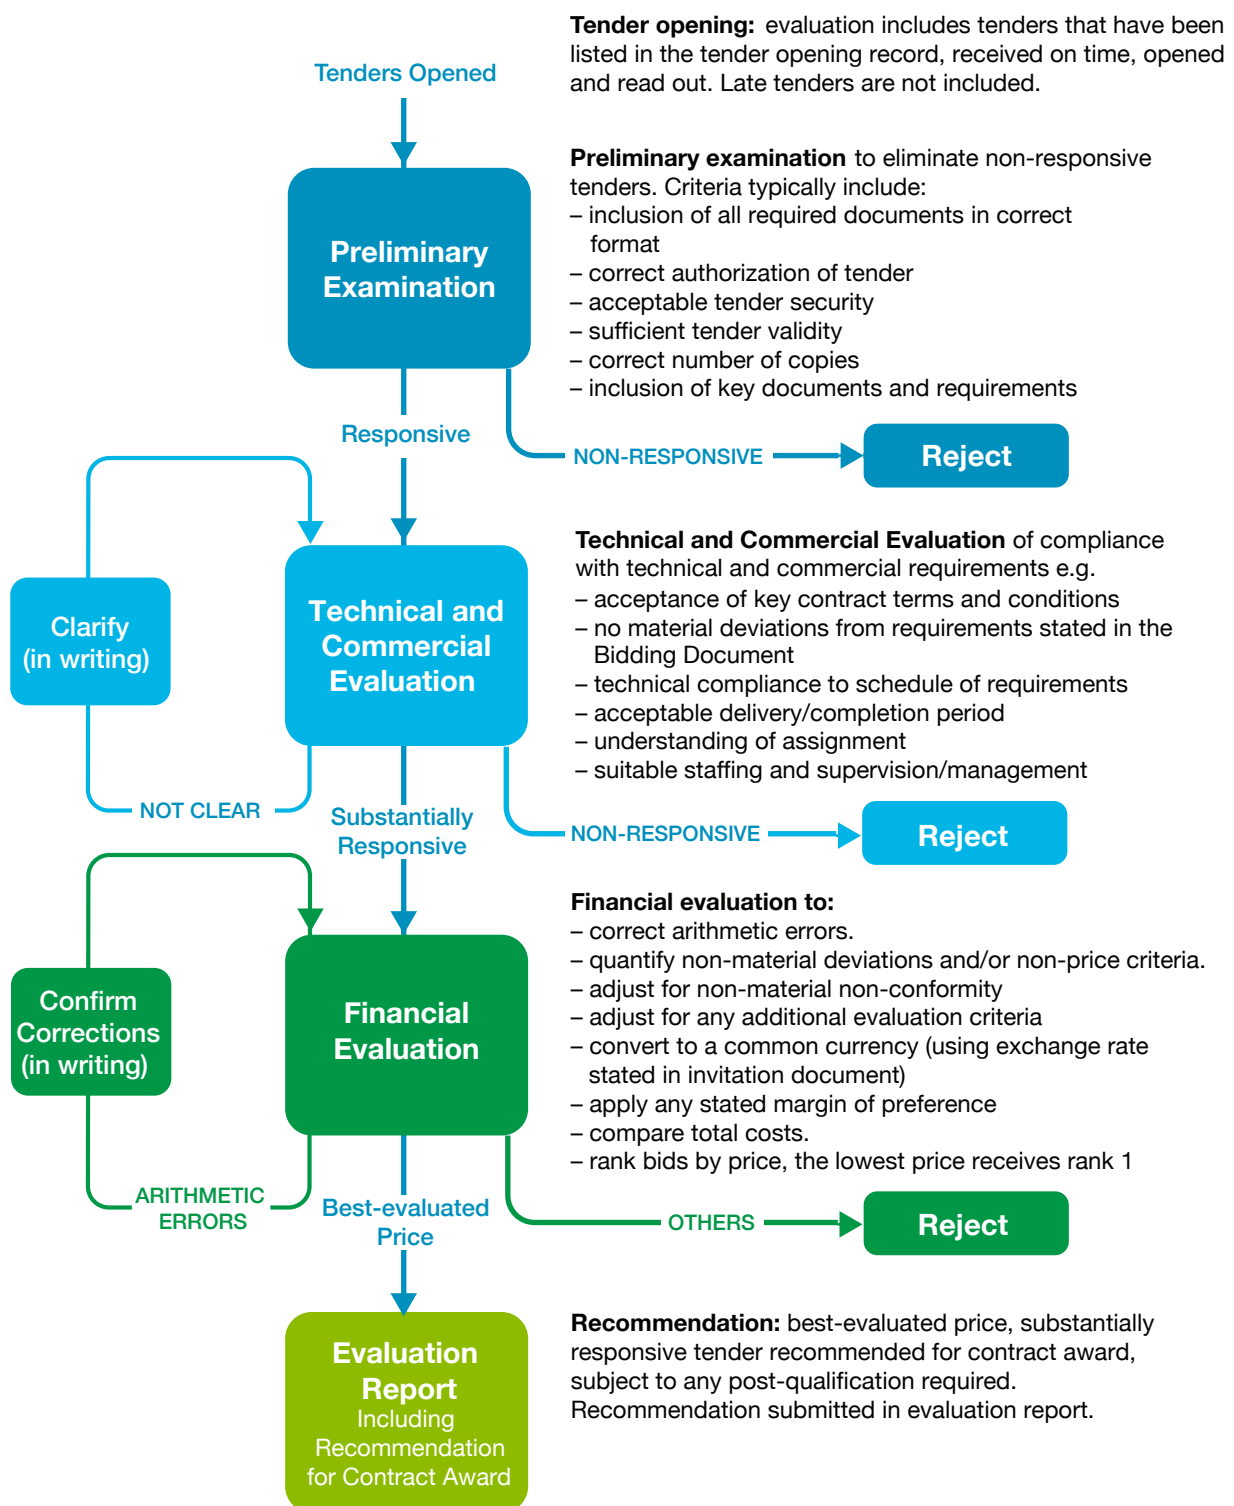 Tenders Opened
Tender opening: evaluation includes tenders that have been
listed in the tender opening record, received on time, opened
and read out. Late tenders are not included.
Preliminary
Examination
Preliminary examination to eliminate non-responsive
tenders. Criteria typically include:
– inclusion of all required documents in correct
format
– correct authorization of tender
– acceptable tender security
– sufficient tender validity
– correct number of copies
– inclusion of key documents and requirements
Responsive
NON-RESPONSIVE
Reject
Clarify
(in writing)
Technical and
Commercial
Evaluation
Technical and Commercial Evaluation of compliance
with technical and commercial requirements e.g.
– acceptance of key contract terms and conditions
– no material deviations from requirements stated in the
Bidding Document
– technical compliance to schedule of requirements
– acceptable delivery/completion period
– understanding of assignment
– suitable staffing and supervision/management
NOT CLEAR
Substantially
Responsive
NON-RESPONSIVE
Reject
Confirm
Corrections
(in writing)
Financial
Evaluation
Financial evaluation to:
– correct arithmetic errors.
– quantify non-material deviations and/or non-price criteria.
– adjust for non-material non-conformity
– adjust for any additional evaluation criteria
– convert to a common currency (using exchange rate
stated in invitation document)
– apply any stated margin of preference
– compare total costs.
– rank bids by price, the lowest price receives rank 1
ARITHMETIC
ERRORS
Best-evaluated
Price
OTHERS
Reject
Evaluation
Report
Including
Recommendation
for Contract Award
Recommendation: best-evaluated price, substantially
responsive tender recommended for contract award,
subject to any post-qualification required.
Recommendation submitted in evaluation report.